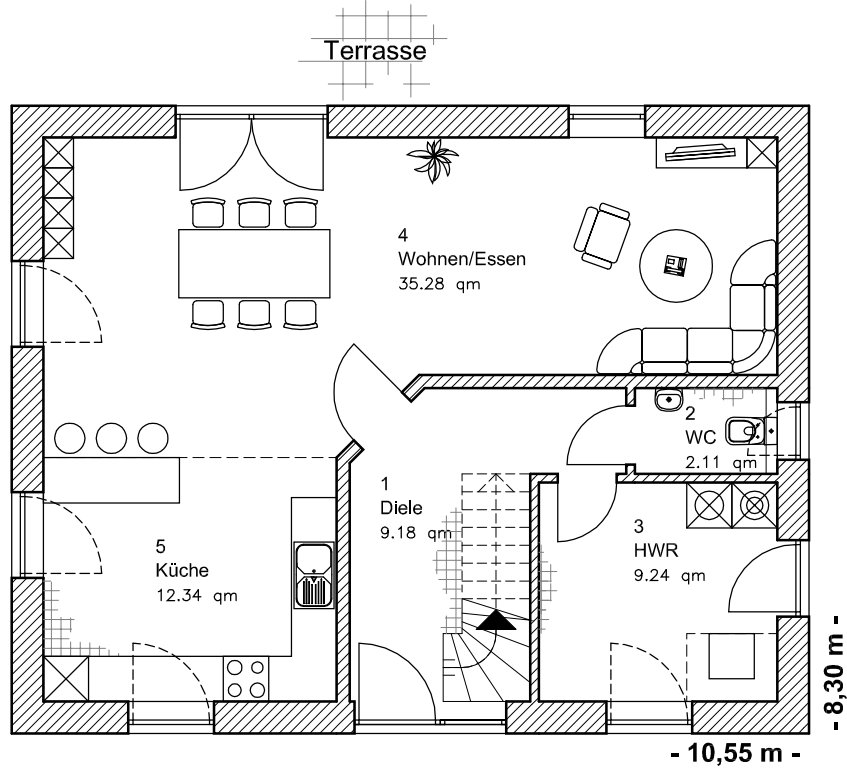 Terrasse
4
Wohnen/Essen
35.28 qm
2
WC
2.11 qm
1
Diele
9.18 qm
3
HWR
9.24 qm
5
Küche
12.34 qm
- 8,30 m -
- 10,55 m -